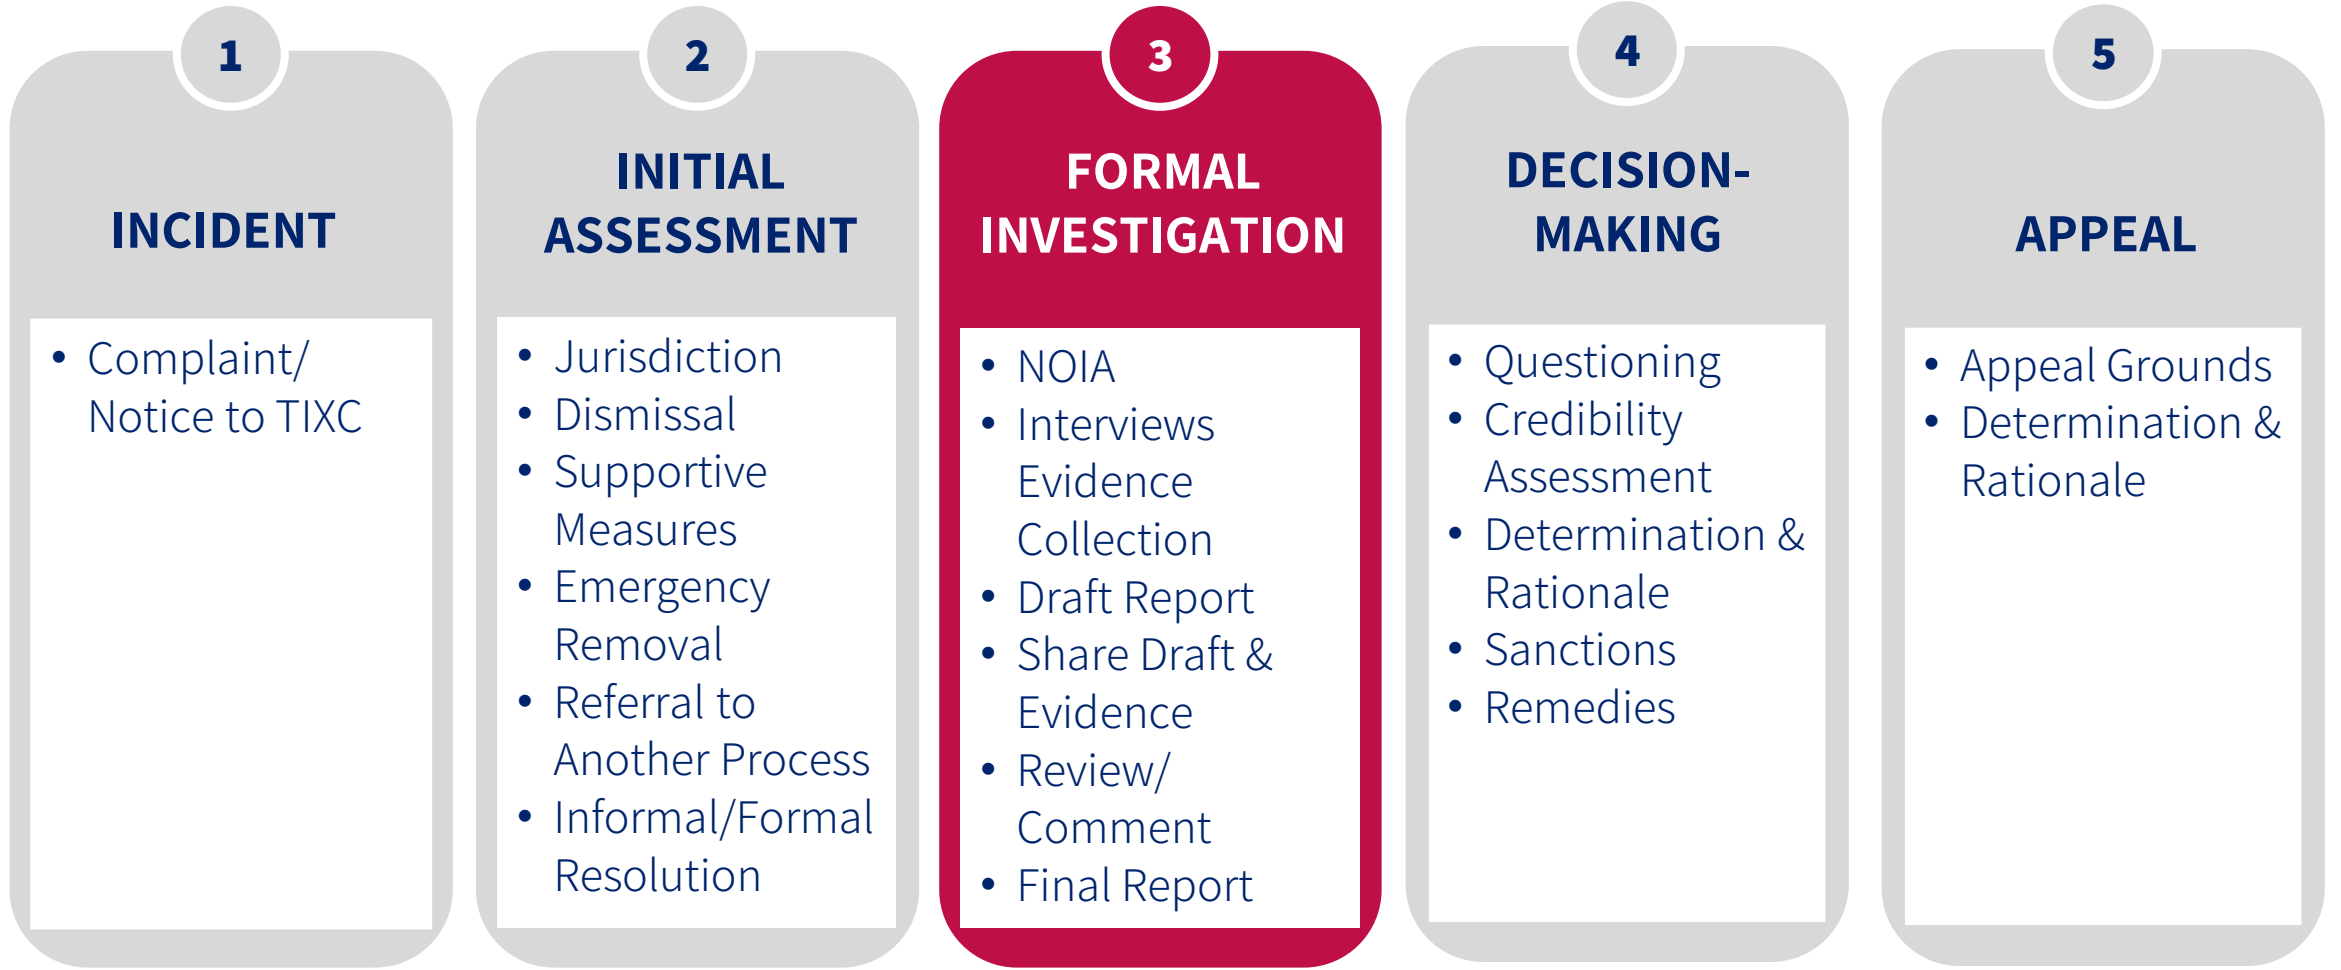 1
INCIDENT
• Complaint/
Notice to TIXC
2
INITIAL
ASSESSMENT
• Jurisdiction
• Dismissal
• Supportive
Measures
• Emergency
Removal
• Referral to
Another Process
• Informal/Formal
Resolution
3
FORMAL
INVESTIGATION
• NOIA
• Interviews
Evidence
Collection
• Draft Report
• Share Draft &
Evidence
• Review/
Comment
• Final Report
4
DECISION-
MAKING
• Questioning
• Credibility
Assessment
• Determination &
Rationale
• Sanctions
• Remedies
5
APPEAL
• Appeal Grounds
• Determination &
Rationale